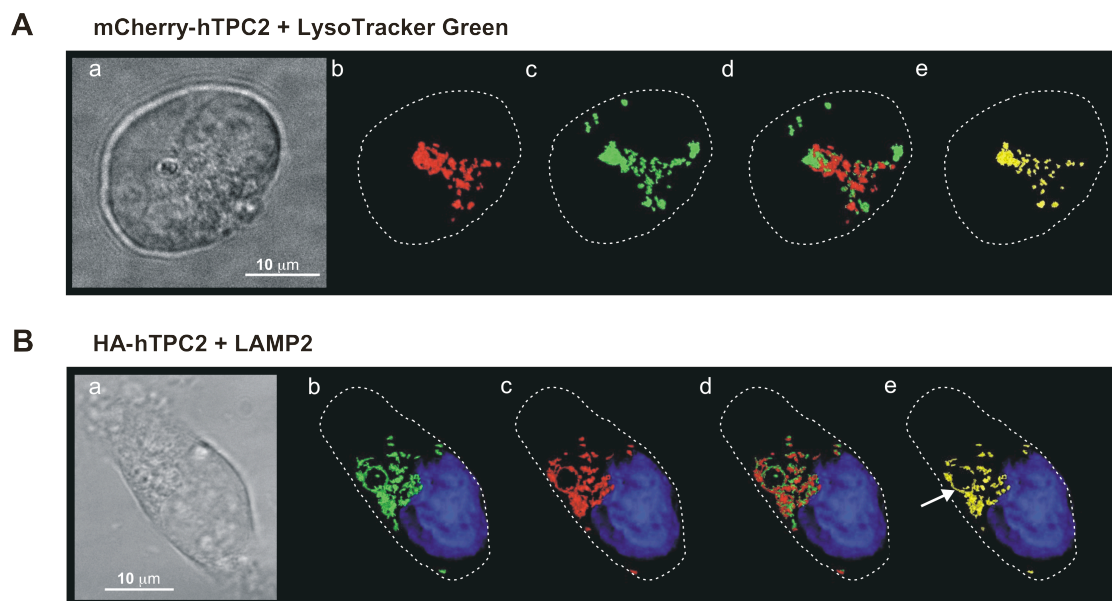 A
mCherry-hTPC2 + LysoTracker Green
a
b
c
d
e
10 μm
B
HA-hTPC2 + LAMP2
a
b
c
d
e
10 μm